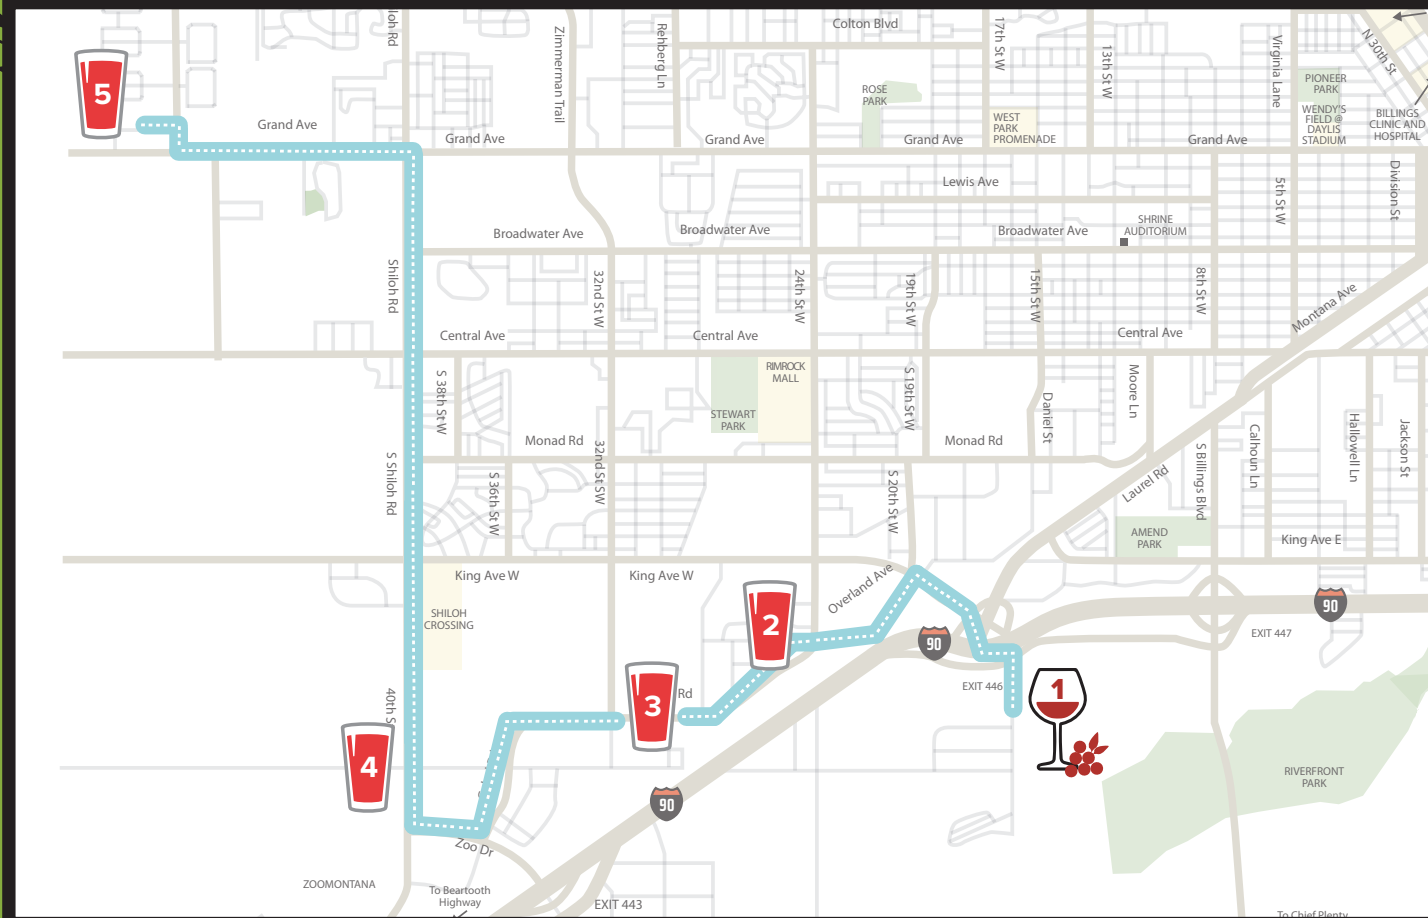 Colton Blvd
loh Rd
Zimmerman Trail
Rehberg Ln
17th St W
13th St W
Virginia Lane
N 30th St
PIONEER
PARK
ROSE
PARK
WEST
PARK
PROMENADE
WENDY'S
FIELD @
DAYLIS
STADIUM
BILLINGS
CLINIC AND
HOSPITAL
5
Grand Ave
Grand Ave
Grand Ave
Grand Ave
Grand Ave
Lewis Ave
5th St W
Division St
Broadwater Ave
Broadwater Ave
Broadwater Ave
SHRINE
AUDITORIUM
Shiloh Rd
32nd St W
24th St W
19th St W
15th St W
8th St W
Montana Ave
Central Ave
Central Ave
Central Ave
S 38th St W
RIMROCK
MALL
STEWART
PARK
S 19th St W
Daniel St
Moore Ln
Monad Rd
Monad Rd
S Shiloh Rd
S 36th St W
32nd St SW
S 20th St W
Laurel Rd
S Billings Blvd
Calhoun Ln
Hallowell Ln
Jackson St
AMEND
PARK
King Ave E
King Ave W
King Ave W
Overland Ave
SHILOH
CROSSING
2
90
90
EXIT 447
EXIT 446
1
40th S
Rd
3
4
90
RIVERFRONT
PARK
Zoo Dr
ZOOMONTANA
To Beartooth
Highway
EXIT 443
To Chief Plenty